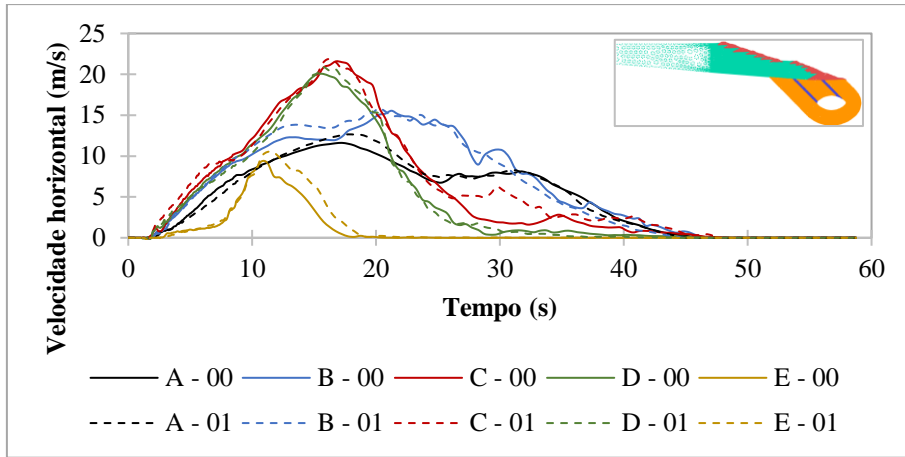 Velocidade horizontal (m/s)
25
20
15
10
5
0
0 10 20 30 40 50 60
Tempo (s)
A - 00 B - 00 C - 00 D - 00 E - 00
A - 01 B - 01 C - 01 D - 01 E - 01